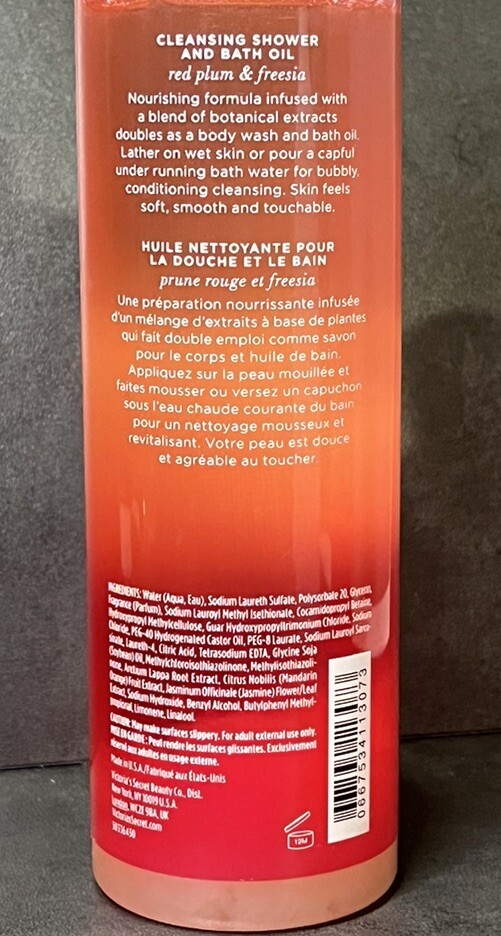 CLEANSING SHOWER
AND BATH OIL
red plum & freesia
Nourishing formula infused with
a blend of botanical extracts
doubles as a body wash and bath oil.
Lather on wet skin or pour a capful
under running bath water for bubbly,
conditioning cleansing. Skin feels
soft, smooth and touchable.
HUILE NETTOYANTE POUR
LA DOUCHE ET LE BAIN
prune rouge et freesia
Une préparation nourrissante infusée
d'un mélange d'extraits à base de plantes
qui fait double emploi comme savon
pour le corps et huile de bain.
Appliquez sur la peau mouillée et
faites mousser ou versez un capuchon
sous l'eau chaude courante du bain
pour un nettoyage mousseux et
revitalisant. Votre peau est douce
et agréable au toucher.
INGREDIENTS: Water (Aqua, Eau), Sodium Laureth Sulfate, Polysorbate 20, Glycerin,
Fragrance (Parfum), Sodium Lauroyl Methyl Isethionate, Cocamidopropyl Betaine,
Hydroxypropyl Methylcellulose, Guar Hydroxypropyltrimonium Chloride, Sodium
Chloride, PEG-40 Hydrogenated Castor Oil, PEG-8 Laurate, Sodium Lauroyl Sarco-
sinate, Laureth-4, Citric Acid, Tetrasodium EDTA, Glycine Soja
(Soybean) Oil, Methylchloroisothiazolinone, Methylisothiazoli-
none, Arctium Lappa Root Extract, Citrus Nobilis (Mandarin
Orange) Fruit Extract, Jasminum Officinale (Jasmine) Flower/Leaf
Extract, Sodium Hydroxide, Benzyl Alcohol, Butylphenyl Methyl-
propional, Limonene, Linalool.
CAUTION: May make surfaces slippery. For adult external use only.
MISE EN GARDE: Peut rendre les surfaces glissantes. Exclusivement
réservé aux adultes en usage externe.
Made in U.S.A./Fabriqué aux États-Unis
Victoria's Secret Beauty Co., Dist.
New York, NY 10019 U.S.A.
London, WC2E 9BA, UK
VictoriasSecret.com
12M
0667534113073